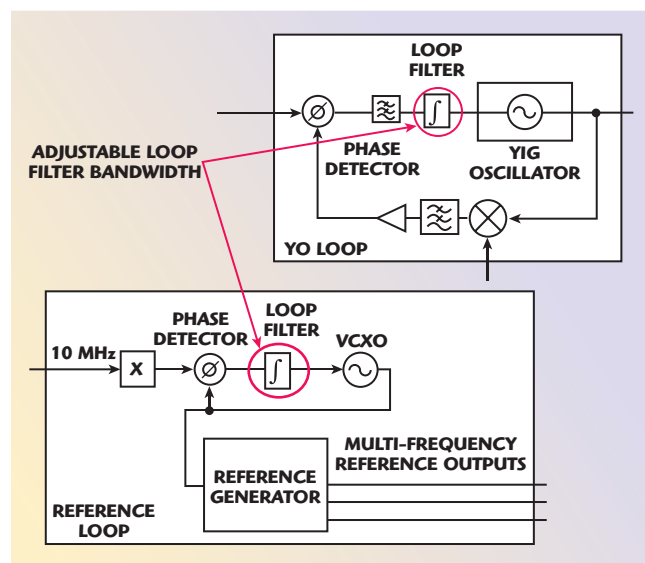 LOOP
FILTER
PHASE
DETECTOR
YIG
OSCILLATOR
ADJUSTABLE LOOP
FILTER BANDWIDTH
YO LOOP
PHASE
DETECTOR
LOOP
FILTER
VCXO
10 MHz
X
MULTI-FREQUENCY
REFERENCE OUTPUTS
REFERENCE
GENERATOR
REFERENCE
LOOP